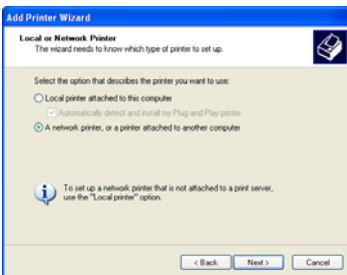 Add Printer Wizard
Local or Network Printer
The wizard needs to know which type of printer to set up.
Select the option that describes the printer you want to use:
Local printer attached to this computer
Automatically detect and install my Plug and Play printer
A network printer, or a printer attached to another computer
To set up a network printer that is not attached to a print server,
use the "Local printer" option.
< Back Next > Cancel